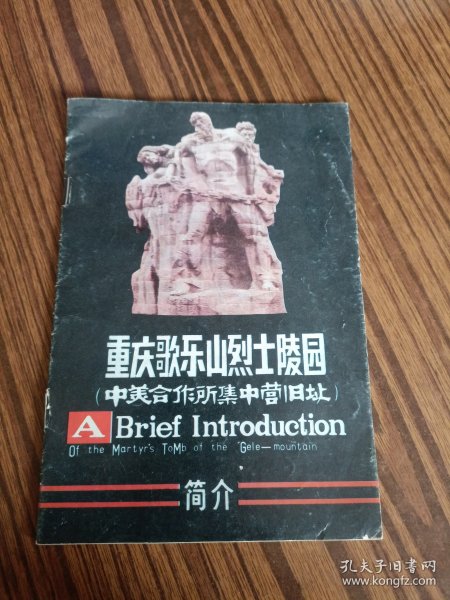 重庆歌乐山烈士陵园
(中美合作所集中营旧址)
A Brief Introduction
Of the Martyr's ToMb of the "Gele—mountain
简介
孔夫子旧书网
www.kongfz.com